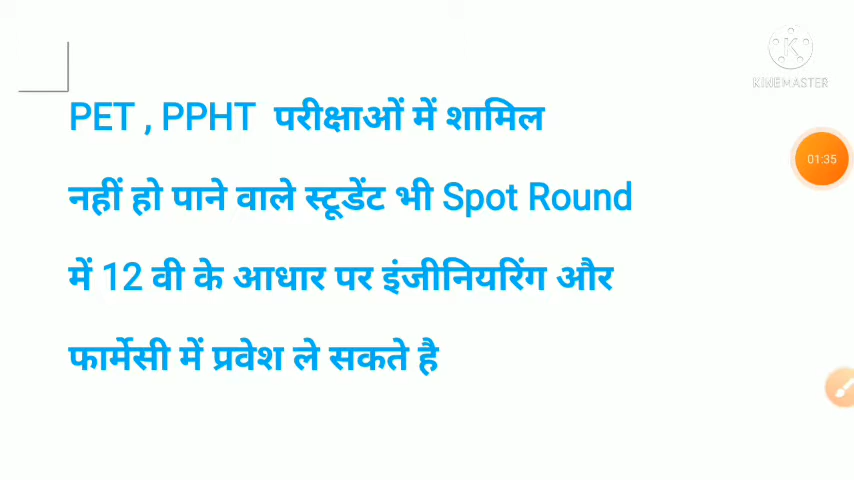 KINEMASTER
PET , PPHT परीक्षाओं में शामिल
01:35
नहीं हो पाने वाले स्टूडेंट भी Spot Round
में 12 वी के आधार पर इंजीनियरिंग और
फार्मेसी में प्रवेश ले सकते है